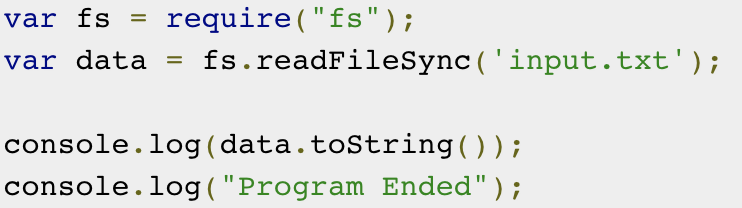 var fs = require("fs");
var data = fs.readFileSync('input.txt');
console.log(data.toString());
console.log("Program Ended");